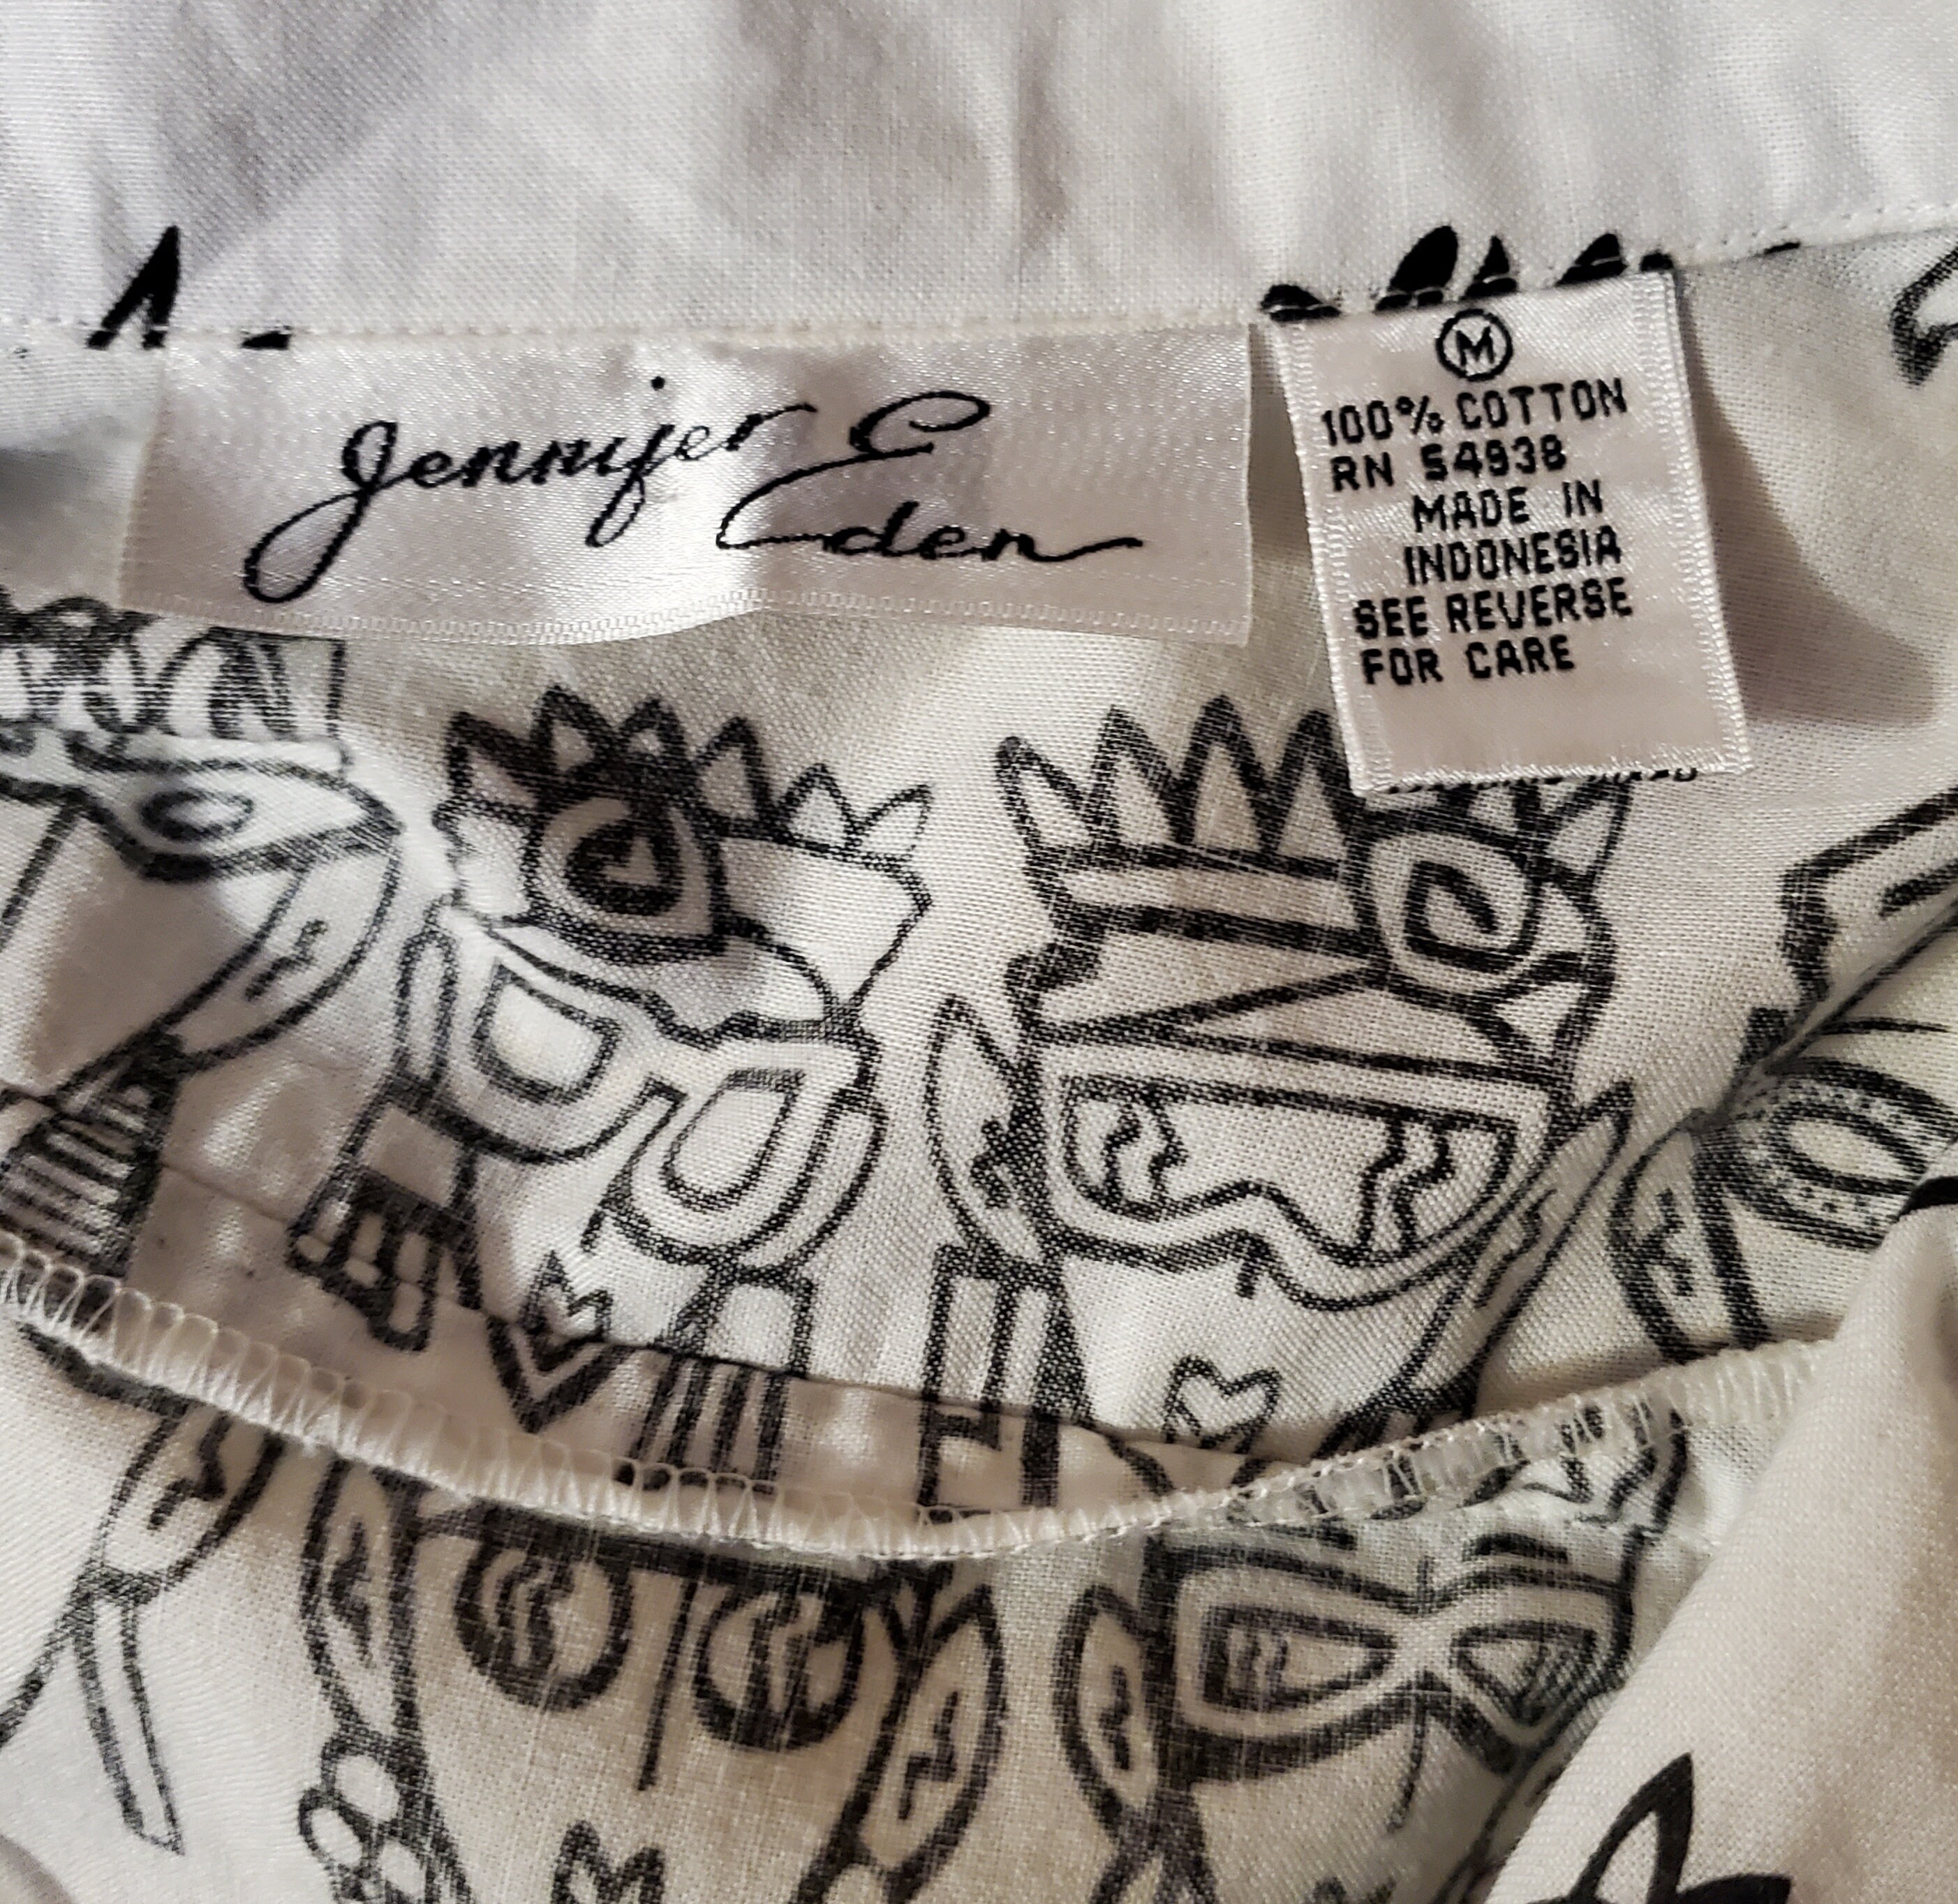 Jennifer
Eden
M
100% COTTON
RN 54938
MADE IN
INDONESIA
SEE REVERSE
FOR CARE